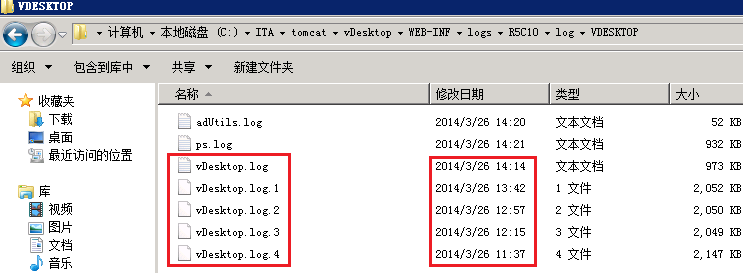 VDESKTOP
计算机 ▸ 本地磁盘 (C:) ▸ ITA ▸ tomcat ▸ vDesktop ▸ WEB-INF ▸ logs ▸ R5C10 ▸ log ▸ VDESKTOP
组织 包含到库中 共享 新建文件夹
收藏夹
下载
桌面
最近访问的位置
库
视频
图片
文档
音乐
名称 修改日期 类型 大小
adUtils.log 2014/3/26 14:20 文本文档 52 KB
ps.log 2014/3/26 14:21 文本文档 932 KB
vDesktop.log 2014/3/26 14:14 文本文档 973 KB
vDesktop.log.1 2014/3/26 13:42 1 文件 2,052 KB
vDesktop.log.2 2014/3/26 12:57 2 文件 2,050 KB
vDesktop.log.3 2014/3/26 12:15 3 文件 2,049 KB
vDesktop.log.4 2014/3/26 11:37 4 文件 2,147 KB